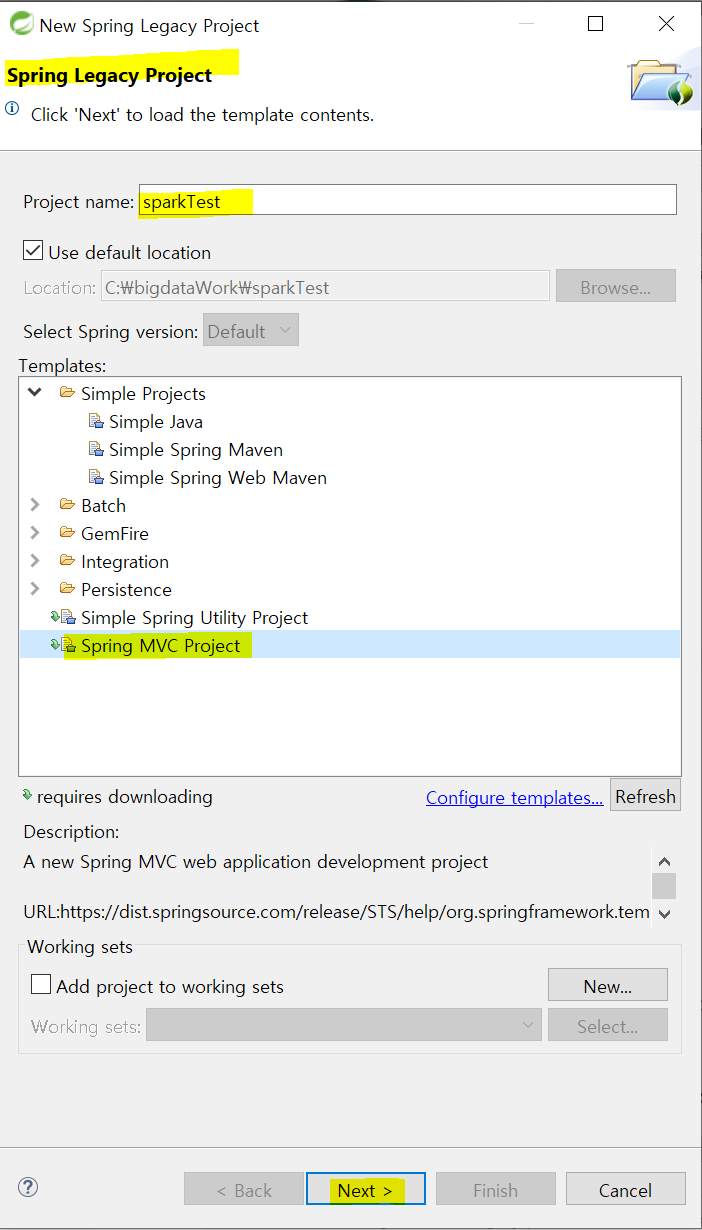 New Spring Legacy Project
Spring Legacy Project
Click 'Next' to load the template contents.
Project name: sparkTest
Use default location
Location: C:₩bigdataWork₩sparkTest Browse...
Select Spring version: Default
Templates:
Simple Projects
Simple Java
Simple Spring Maven
Simple Spring Web Maven
Batch
GemFire
Integration
Persistence
Simple Spring Utility Project
Spring MVC Project
requires downloading Configure templates... Refresh
Description:
A new Spring MVC web application development project
URL:https://dist.springsource.com/release/STS/help/org.springframework.tem
Working sets
Add project to working sets New...
Working sets: Select...
? < Back Next > Finish Cancel